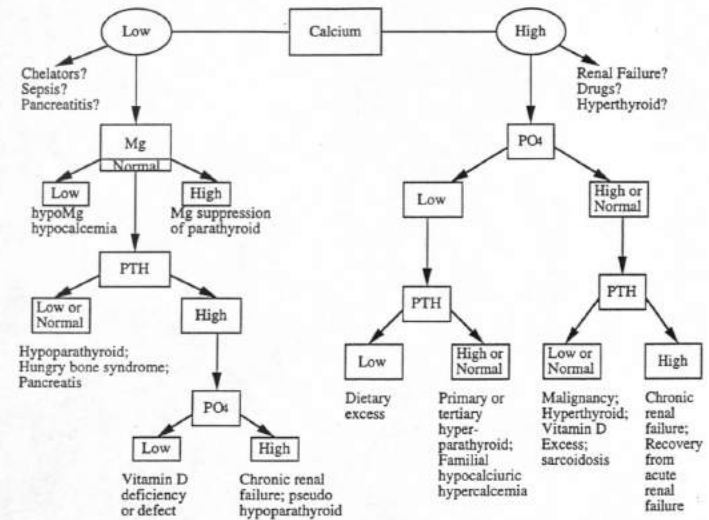 Low
Calcium
High
Chelators?
Sepsis?
Pancreatitis?
Renal Failure?
Drugs?
Hyperthyroid?
Mg
Normal
PO4
Low
High
hypoMg
hypocalcemia
Mg suppression
of parathyroid
Low
High or
Normal
PTH
PTH
PTH
Low or
Normal
High
Hypoparathyroid;
Hungry bone syndrome;
Pancreatis
Low
High or
Normal
Low or
Normal
High
Dietary
excess
Primary or
tertiary
hyper-
parathyroid;
Familial
hypocalciuric
hypercalcemia
Malignancy;
Hyperthyroid;
Vitamin D
Excess;
sarcoidosis
Chronic
renal
failure;
Recovery
from
acute
renal
failure
PO4
Low
High
Vitamin D
deficiency
or defect
Chronic renal
failure; pseudo
hypoparathyroid